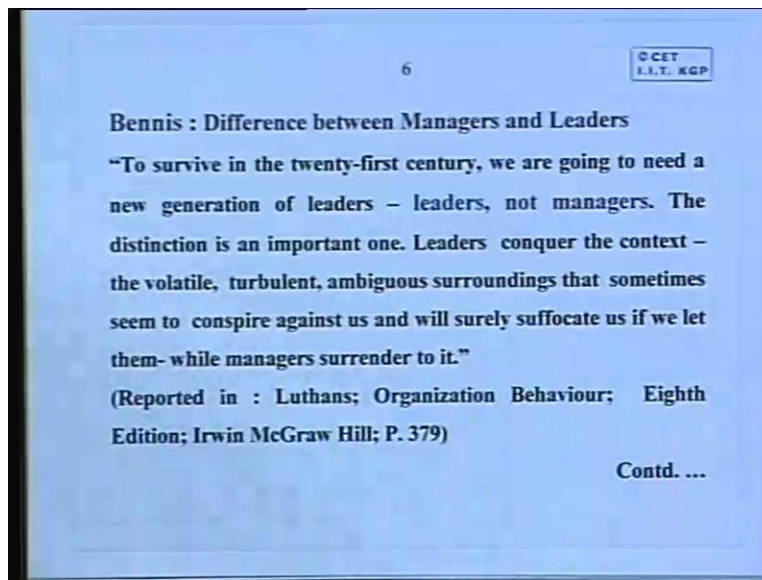 6
© CET
I.I.T. KGP
Bennis : Difference between Managers and Leaders
“To survive in the twenty-first century, we are going to need a
new generation of leaders – leaders, not managers. The
distinction is an important one. Leaders conquer the context –
the volatile, turbulent, ambiguous surroundings that sometimes
seem to conspire against us and will surely suffocate us if we let
them- while managers surrender to it.”
(Reported in : Luthans; Organization Behaviour; Eighth
Edition; Irwin McGraw Hill; P. 379)
Contd. ...